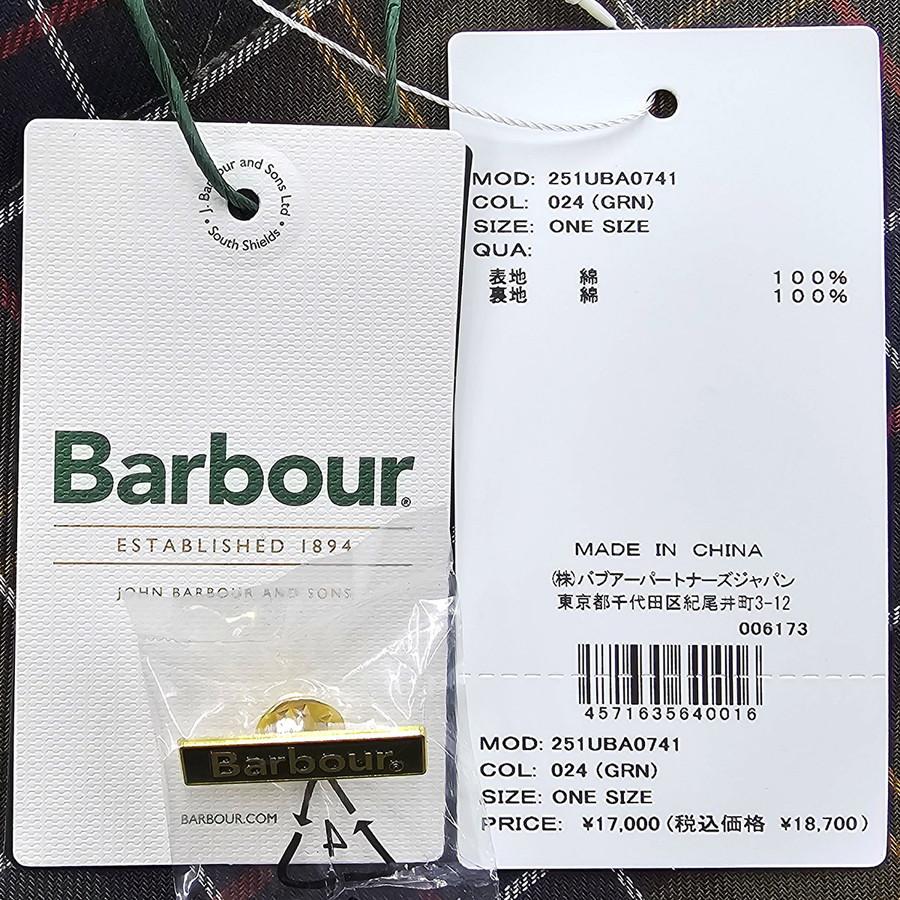 J. Barbour and Sons Ltd •
South Shields •
Barbour®
ESTABLISHED 1894
JOHN BARBOUR AND SONS
Barbour®
BARBOUR.COM
4
MOD: 251UBA0741
COL: 024 (GRN)
SIZE: ONE SIZE
QUA:
表地 綿 100%
裏地 綿 100%
MADE IN CHINA
(株)バブアーパートナーズジャパン
東京都千代田区紀尾井町3-12
006173
4571635640016
MOD: 251UBA0741
COL: 024 (GRN)
SIZE: ONE SIZE
PRICE: ¥17,000(税込価格 ¥18,700)